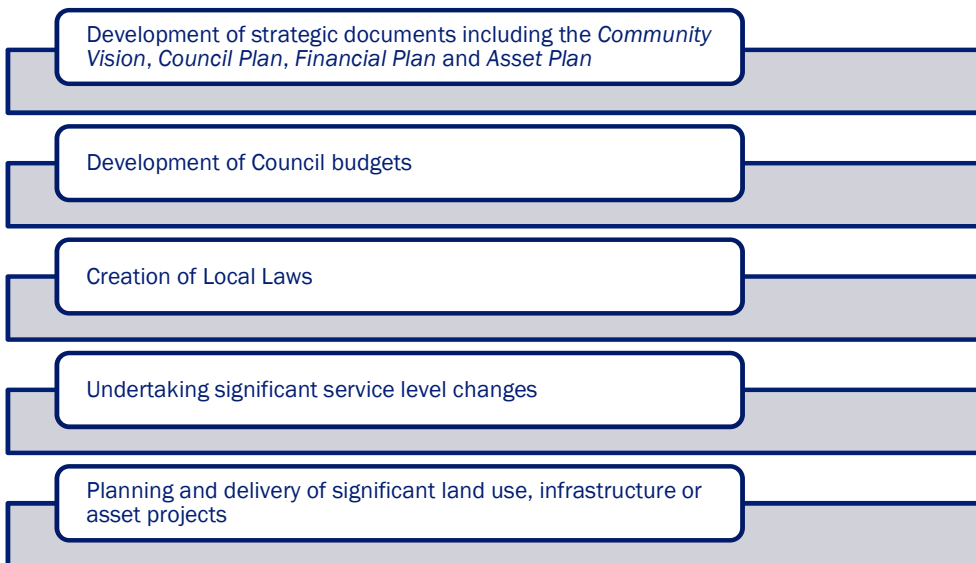 Development of strategic documents including the Community
Vision, Council Plan, Financial Plan and Asset Plan
Development of Council budgets
Creation of Local Laws
Undertaking significant service level changes
Planning and delivery of significant land use, infrastructure or
asset projects